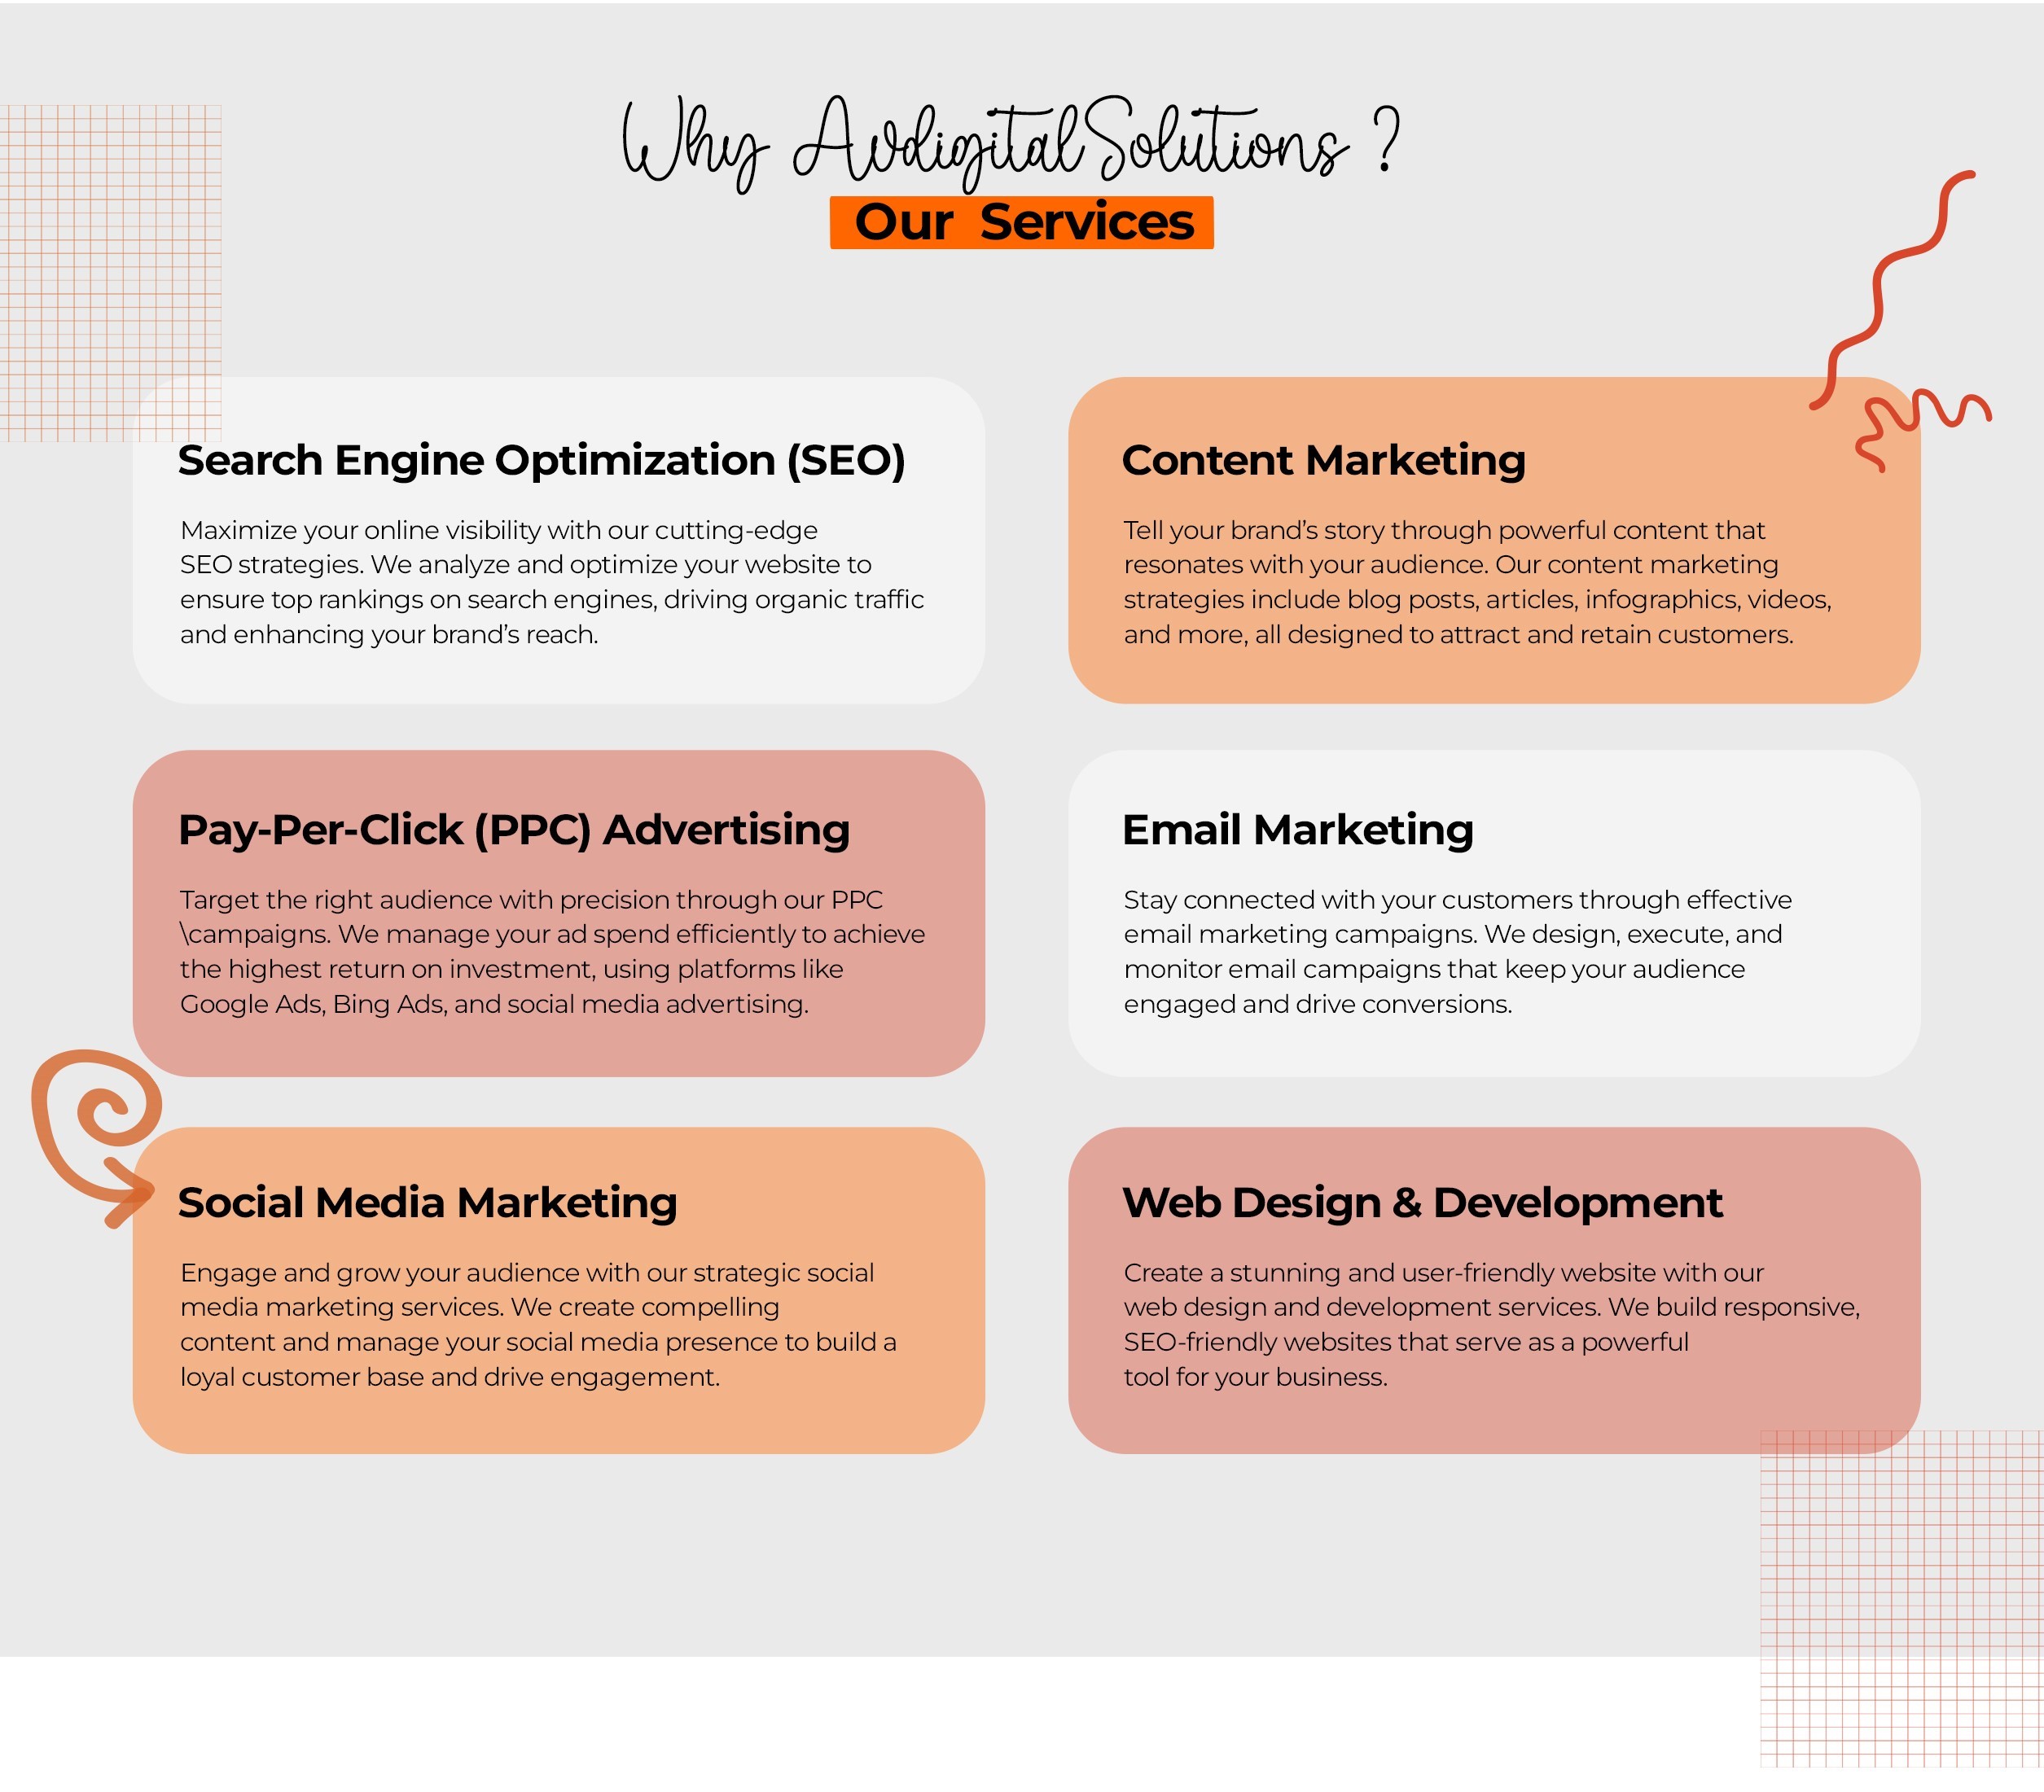 Why AvdigitalSolutions ?
Our Services
Search Engine Optimization (SEO)
Maximize your online visibility with our cutting-edge
SEO strategies. We analyze and optimize your website to
ensure top rankings on search engines, driving organic traffic
and enhancing your brand’s reach.
Content Marketing
Tell your brand’s story through powerful content that
resonates with your audience. Our content marketing
strategies include blog posts, articles, infographics, videos,
and more, all designed to attract and retain customers.
Pay-Per-Click (PPC) Advertising
Target the right audience with precision through our PPC
\campaigns. We manage your ad spend efficiently to achieve
the highest return on investment, using platforms like
Google Ads, Bing Ads, and social media advertising.
Email Marketing
Stay connected with your customers through effective
email marketing campaigns. We design, execute, and
monitor email campaigns that keep your audience
engaged and drive conversions.
Social Media Marketing
Engage and grow your audience with our strategic social
media marketing services. We create compelling
content and manage your social media presence to build a
loyal customer base and drive engagement.
Web Design & Development
Create a stunning and user-friendly website with our
web design and development services. We build responsive,
SEO-friendly websites that serve as a powerful
tool for your business.